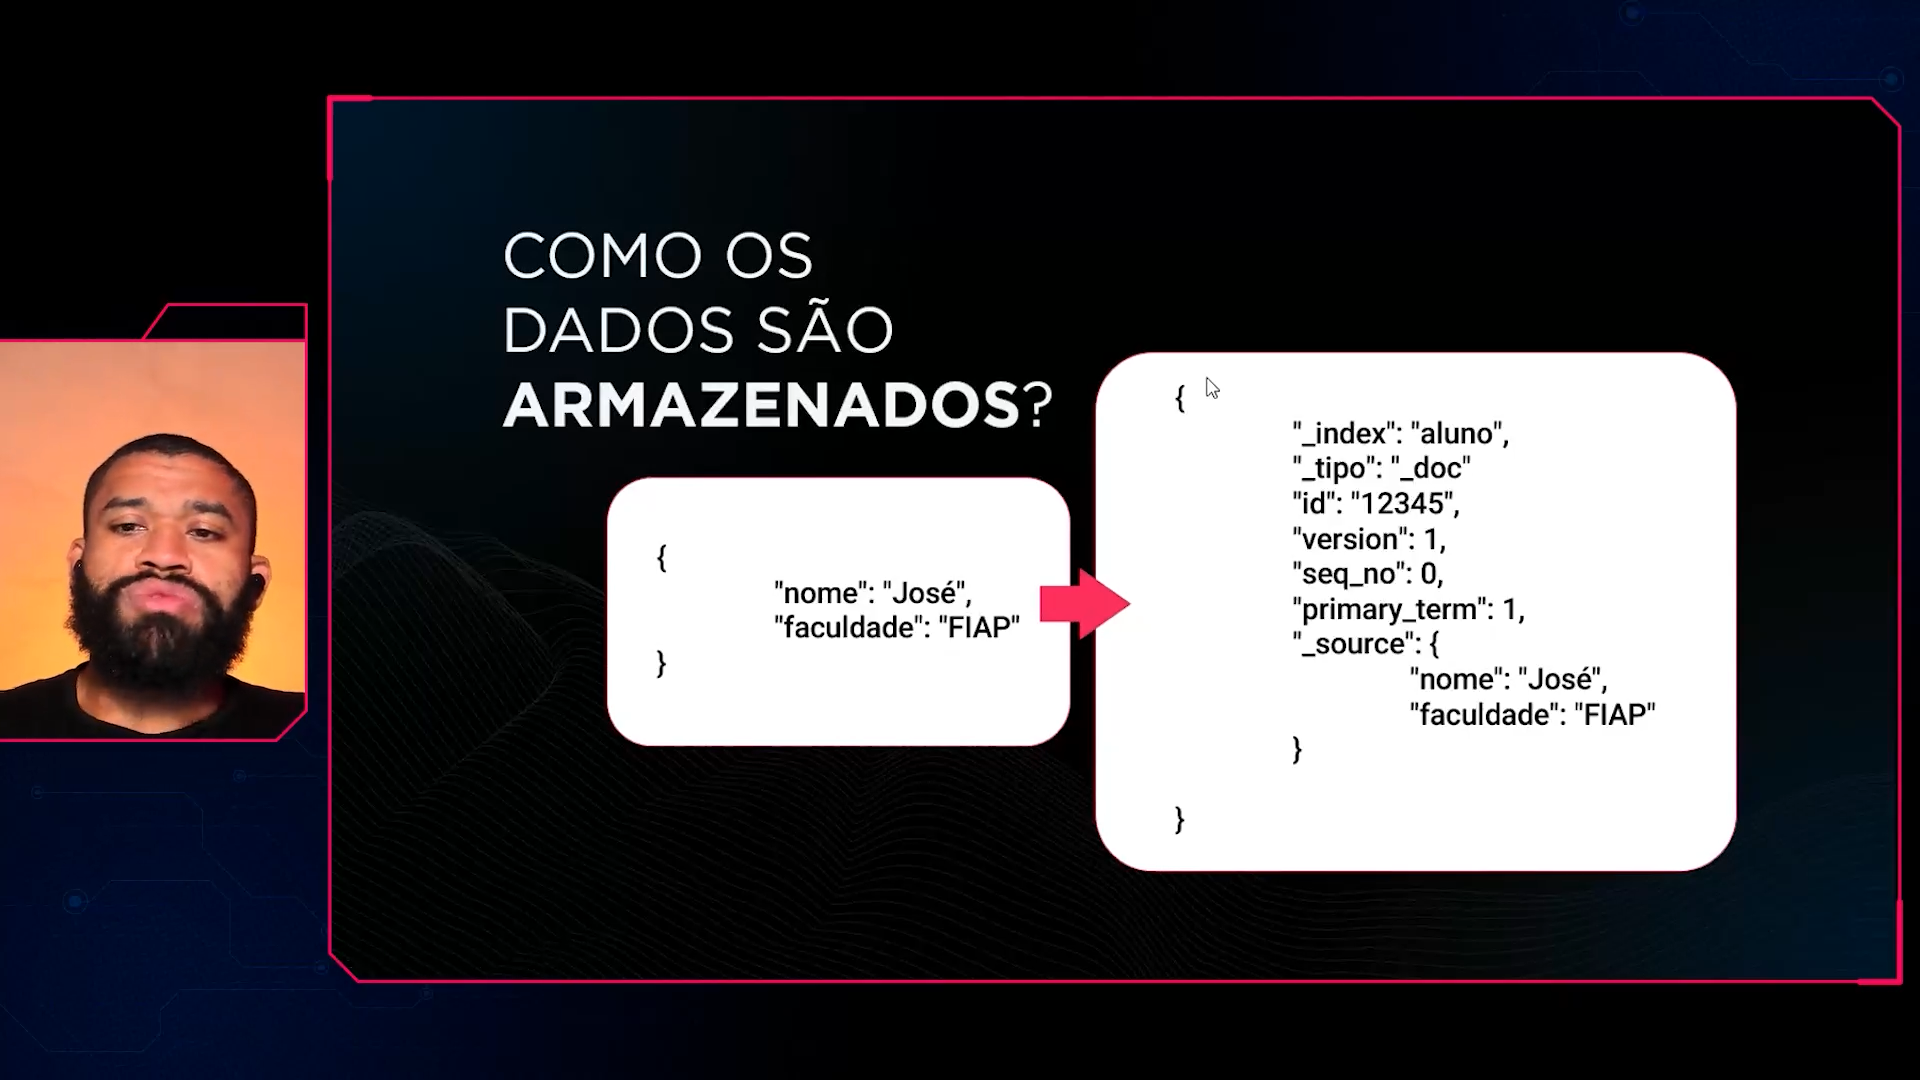 COMO OS
DADOS SÃO
ARMAZENADOS?
{
"nome": "José",
"faculdade": "FIAP"
}
{
"_index": "aluno",
"_tipo": "_doc"
"id": "12345",
"version": 1,
"seq_no": 0,
"primary_term": 1,
"_source": {
"nome": "José",
"faculdade": "FIAP"
}
}